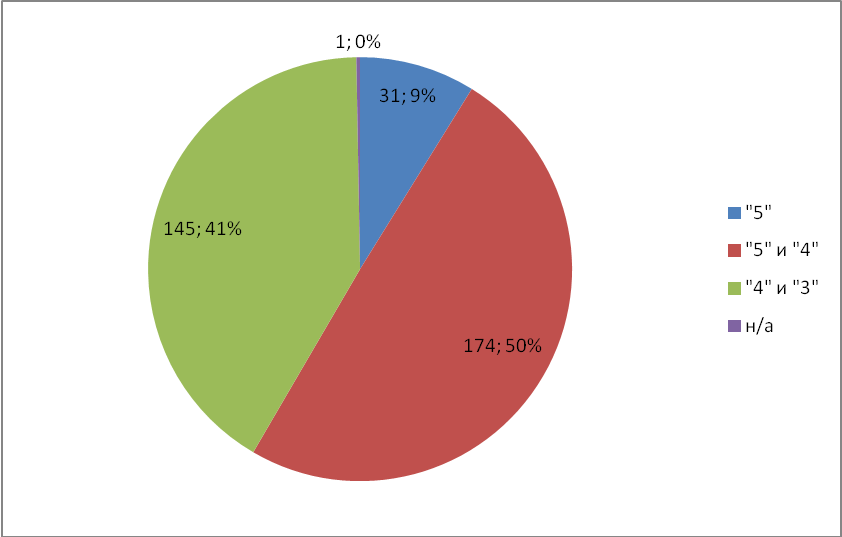 1; 0%
31; 9%
145; 41%
174; 50%
"5"
"5" и "4"
"4" и "3"
н/а